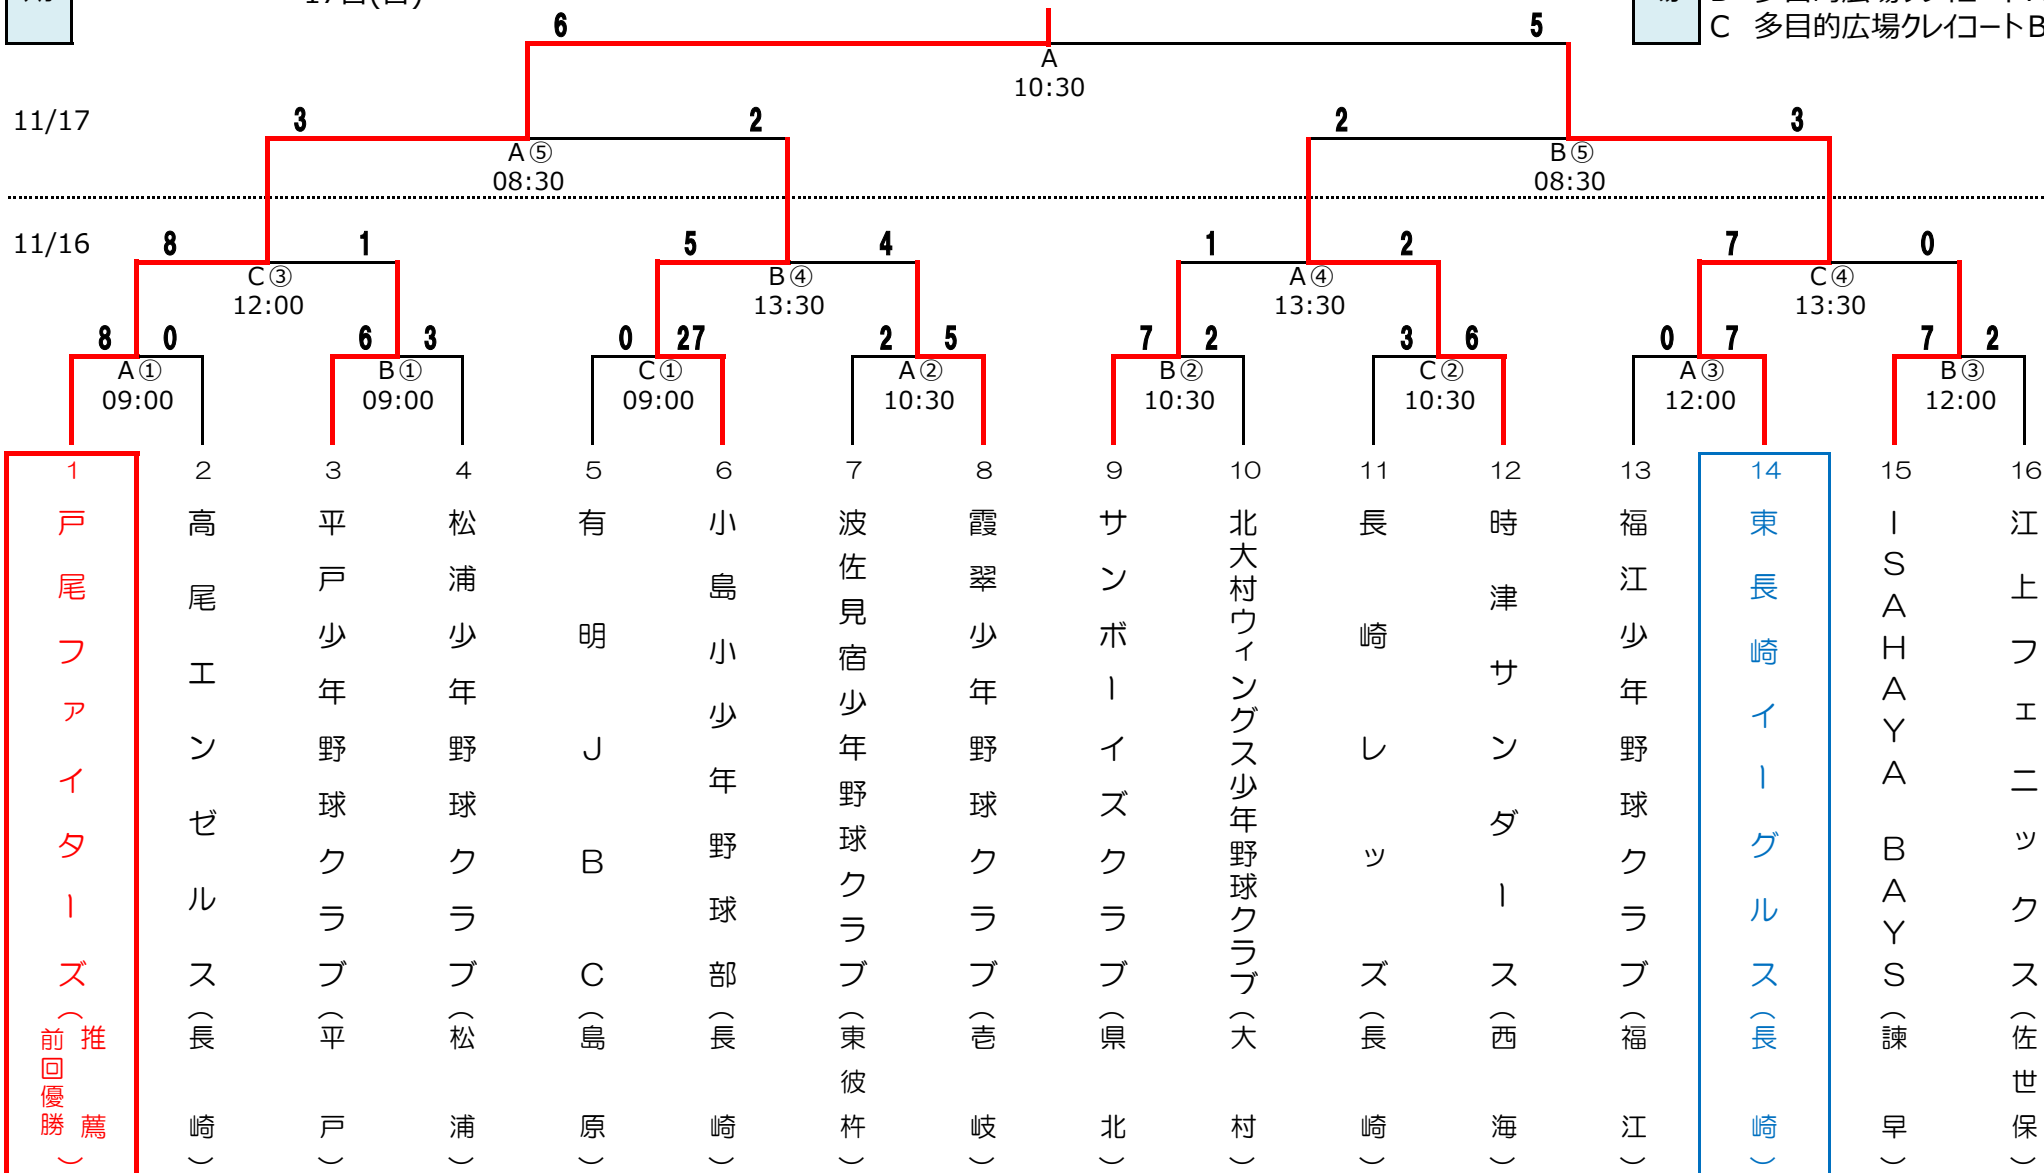 17日(日)
C 多目的広場クレイコートB
6 5
A
10:30
11/17
3 2 2 3
A⑤ B⑤
08:30 08:30
11/16
8 1 5 4 1 2 7 0
C③ B④ A④ C④
12:00 13:30 13:30 13:30
8 0 6 3 0 27 2 5 7 2 3 6 0 7 7 2
A① B① C① A② B② C② A③ B③
09:00 09:00 09:00 10:30 10:30 10:30 12:00 12:00
1 戸尾ファイターズ(推薦 前回優勝)
2 高尾エンゼルス(長崎)
3 平戸少年野球クラブ(平戸)
4 松浦少年野球クラブ(松浦)
5 有明JBC(島原)
6 小島小少年野球部(長崎)
7 波佐見宿少年野球クラブ(東彼杵)
8 霞翠少年野球クラブ(壱岐)
9 サンボーイズクラブ(県北)
10 北大村ウィングス少年野球クラブ(大村)
11 長崎レッズ(長崎)
12 時津サンダース(西海)
13 福江少年野球クラブ(福江)
14 東長崎イーグルス(長崎)
15 ISAHAYA BAYS(諫早)
16 江上フェニックス(佐世保)